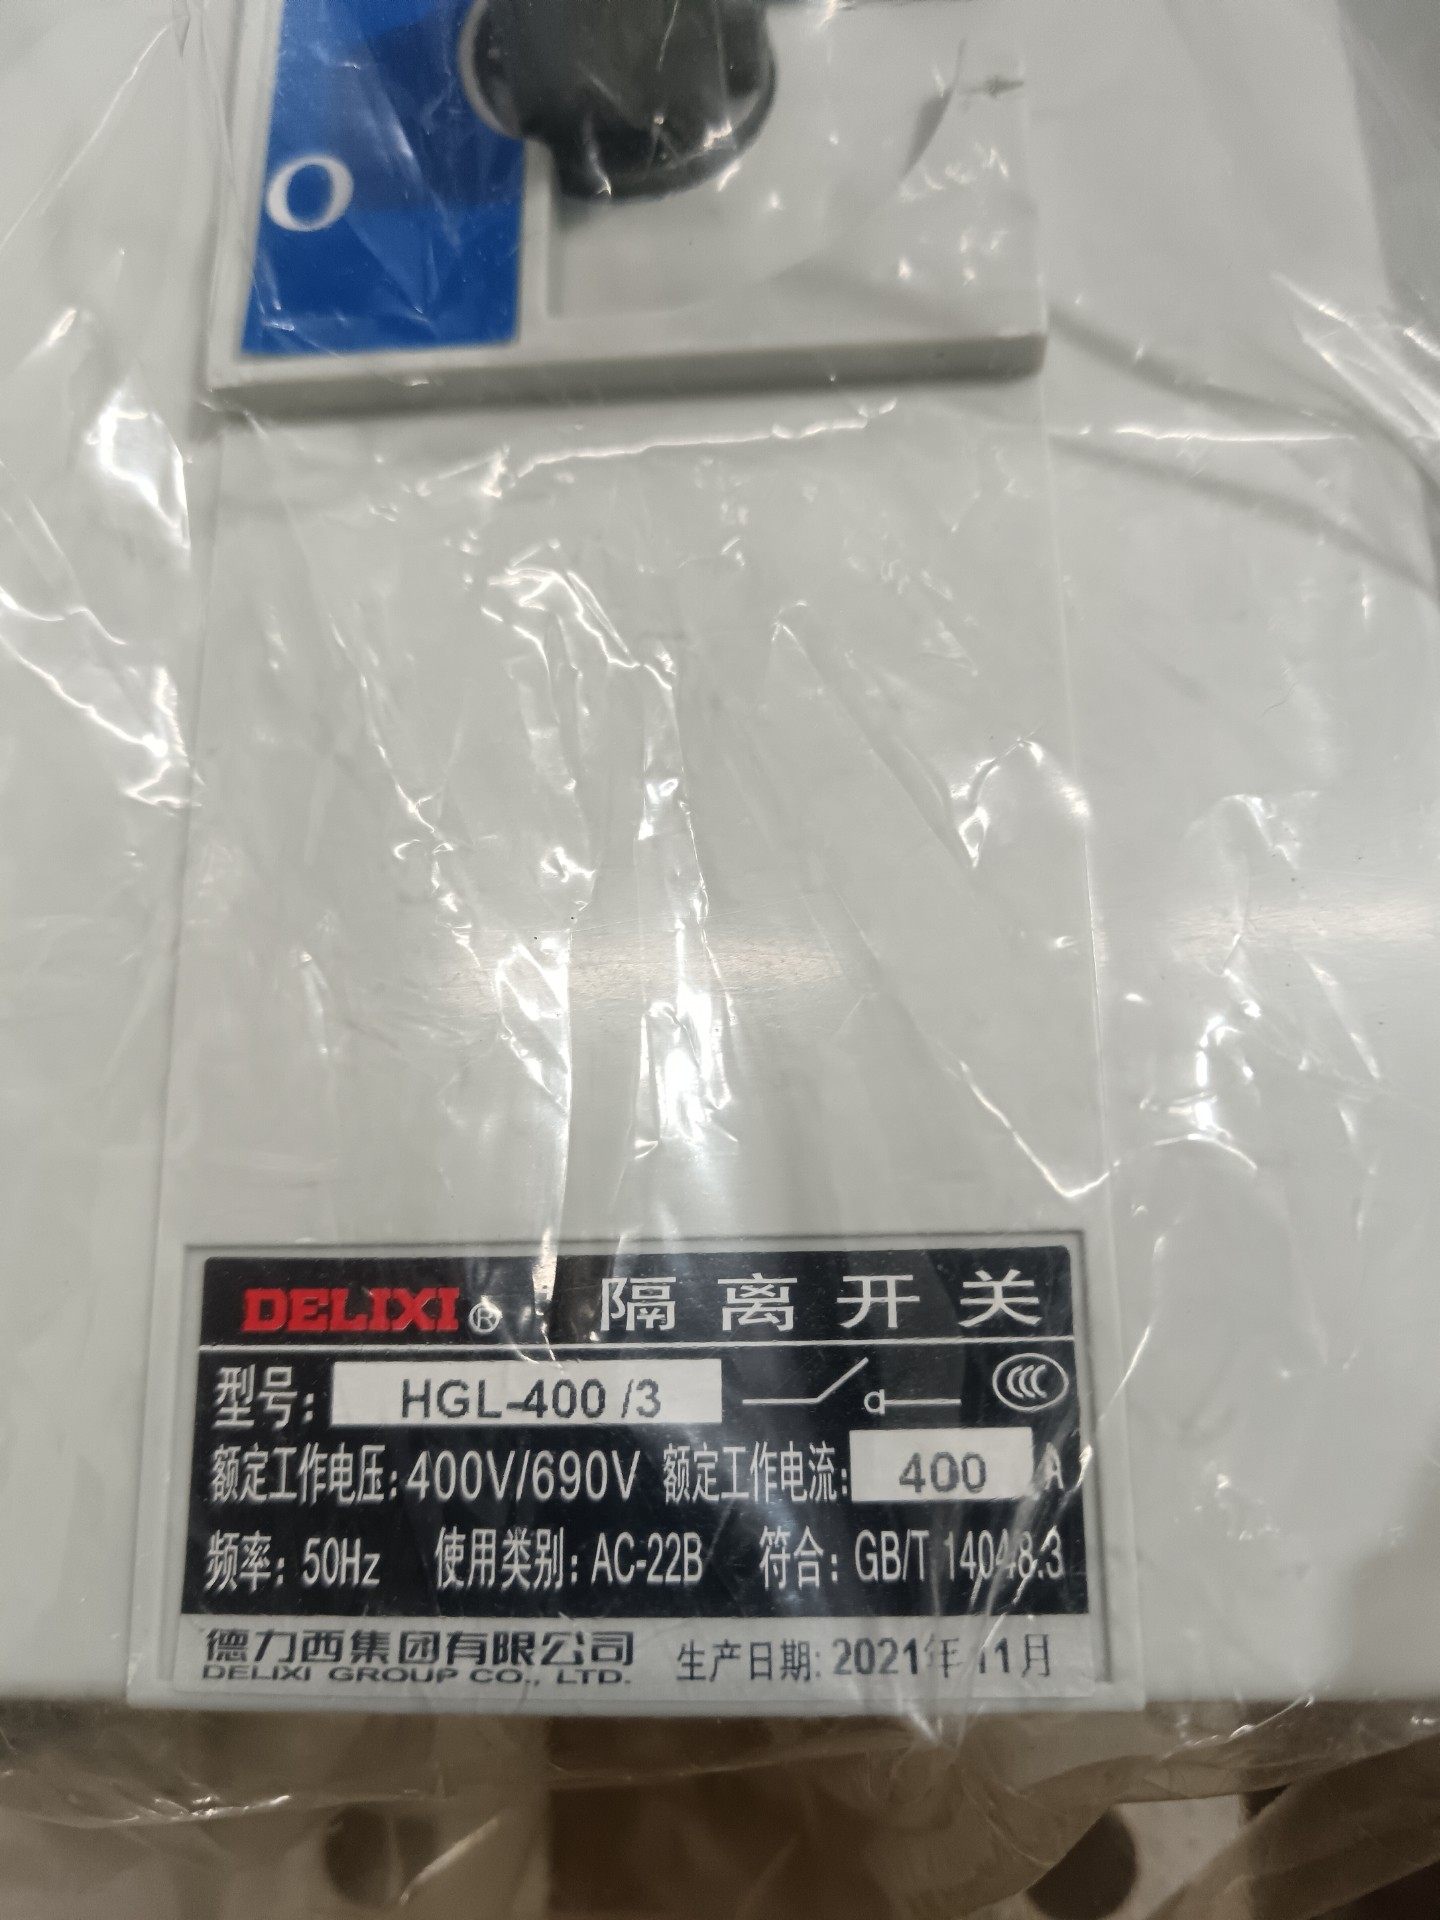 O
DELIXI® 隔离开关
型号: HGL-400 /3
CCC
额定工作电压:400V/690V 额定工作电流: 400 A
频率: 50Hz 使用类别: AC-22B 符合: GB/T 14048.3
德力西集团有限公司 生产日期: 2021年11月
DELIXI GROUP CO., LTD.